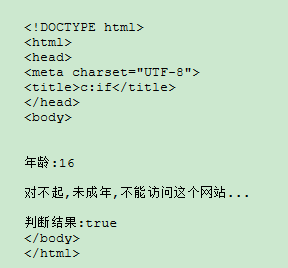 <!DOCTYPE html>
<html>
<head>
<meta charset="UTF-8">
<title>c:if</title>
</head>
<body>
年龄:16
对不起,未成年,不能访问这个网站...
判断结果:true
</body>
</html>